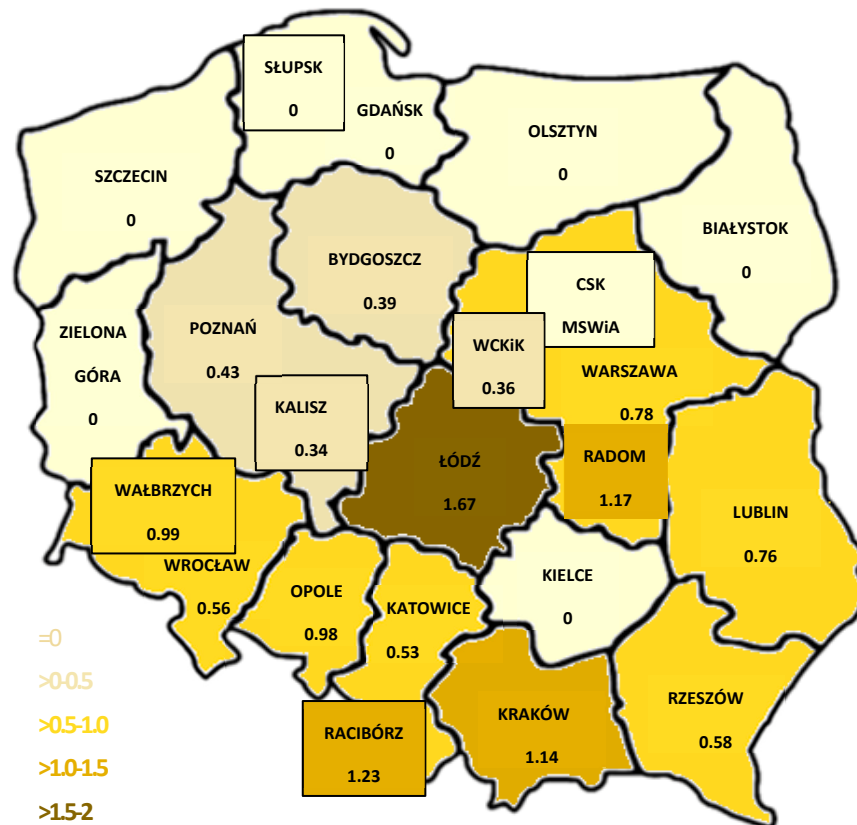 SŁUPSK
0
GDAŃSK
0
OLSZTYN
0
SZCZECIN
0
BIAŁYSTOK
0
BYDGOSZCZ
0.39
CSK
MSWiA
ZIELONA
GÓRA
0
POZNAŃ
0.43
WCKiK
0.36
WARSZAWA
0.78
KALISZ
0.34
ŁÓDŹ
1.67
RADOM
1.17
WAŁBRZYCH
0.99
LUBLIN
0.76
WROCŁAW
0.56
OPOLE
0.98
KATOWICE
0.53
KIELCE
0
RACIBÓRZ
1.23
KRAKÓW
1.14
RZESZÓW
0.58
=0
>0-0.5
>0.5-1.0
>1.0-1.5
>1.5-2